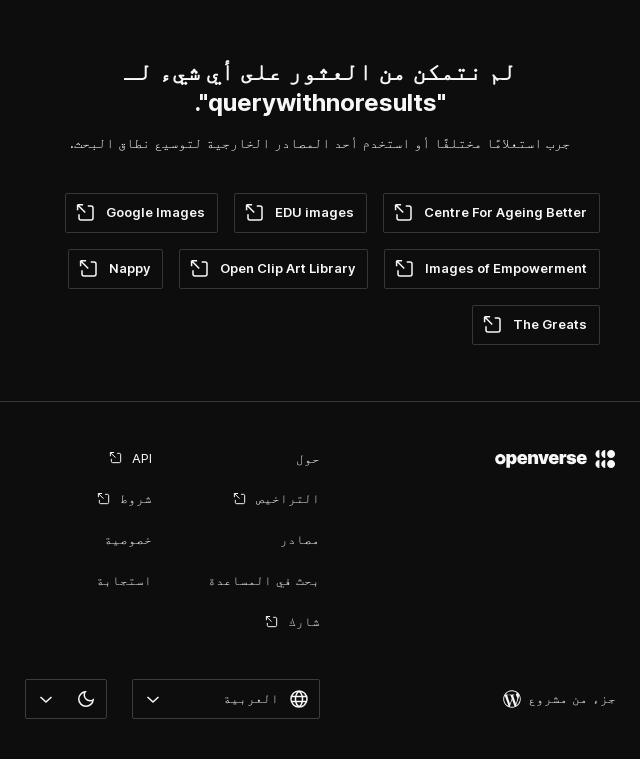 لم نتمكن من العثور على أي شيء لـ
"querywithnoresults".
جرب استعلامًا مختلفًا أو استخدم أحد المصادر الخارجية لتوسيع نطاق البحث.
Centre For Ageing Better
EDU images
Google Images
Images of Empowerment
Open Clip Art Library
Nappy
The Greats
openverse
حول
API
التراخيص
شروط
مصادر
خصوصية
بحث في المساعدة
استجابة
شارك
جزء من مشروع
العربية